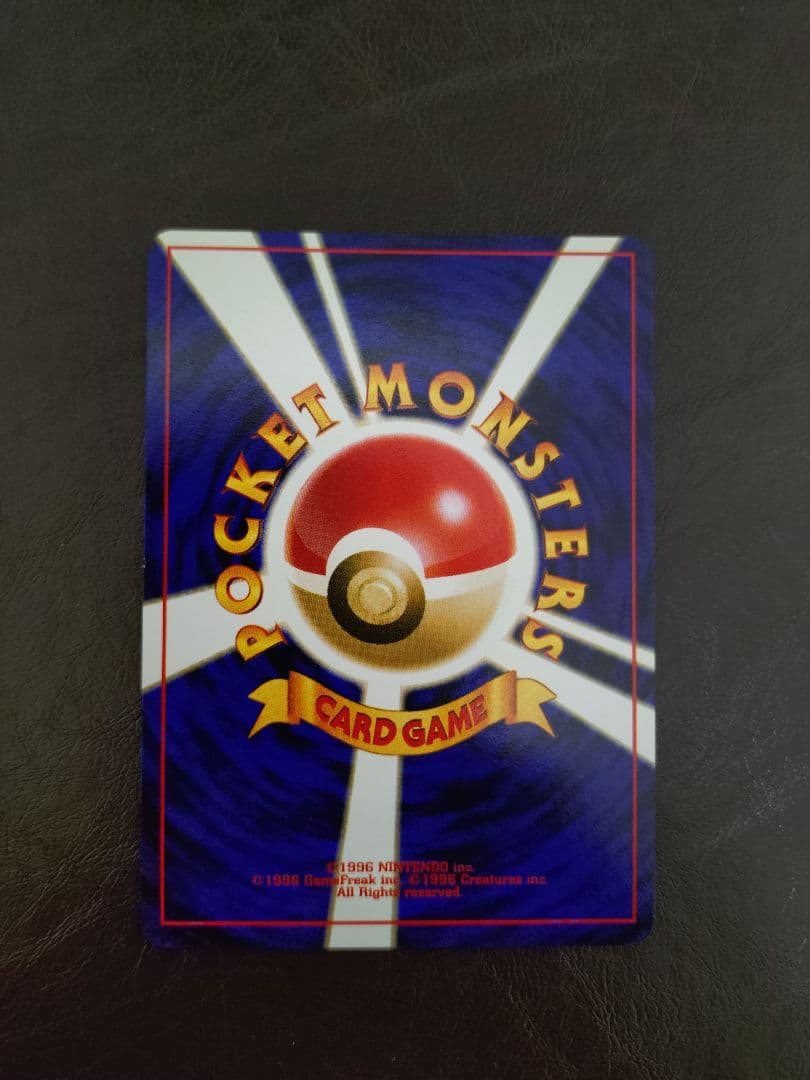 POCKET MONSTERS
CARD GAME
©1996 NINTENDO inc.
©1996 GameFreak inc. ©1996 Creatures inc.
All Rights reserved.